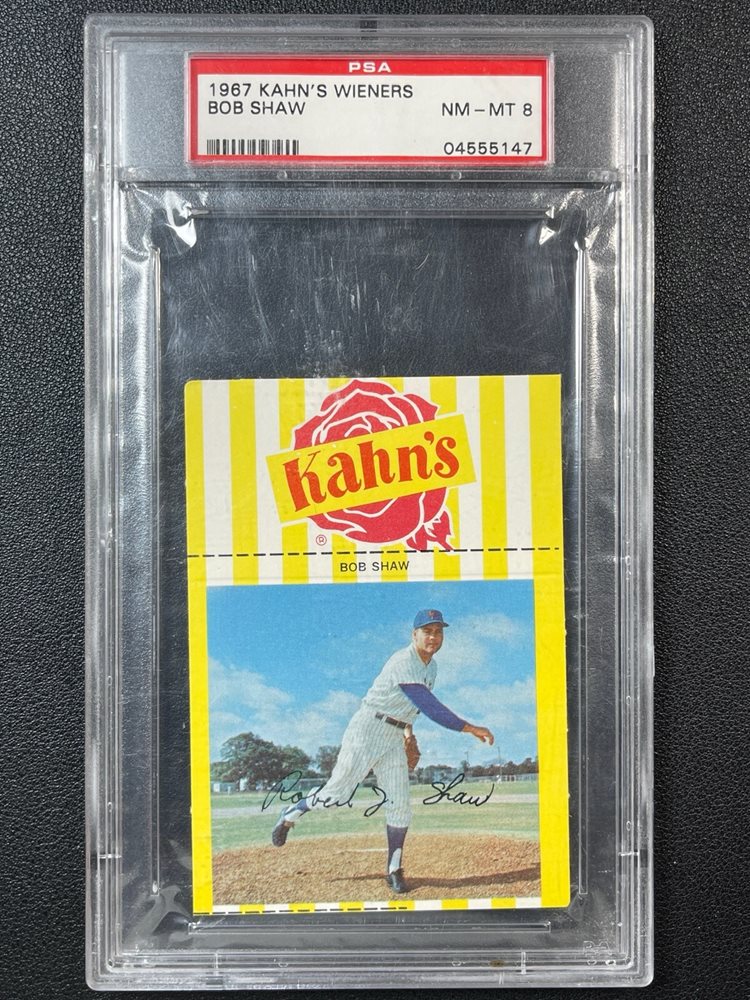 PSA
1967 KAHN'S WIENERS
BOB SHAW NM-MT 8
04555147
Kahn's
®
BOB SHAW
Robert J. Shaw